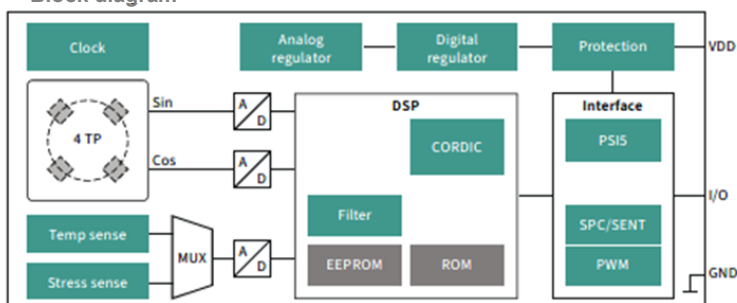 Block diagram
Clock
Analog
regulator
Digital
regulator
Protection
VDD
4 TP
Sin
Cos
A
D
A
D
DSP
CORDIC
Filter
EEPROM
ROM
Interface
PSI5
SPC/SENT
PWM
I/O
Temp sense
Stress sense
MUX
A
D
GND